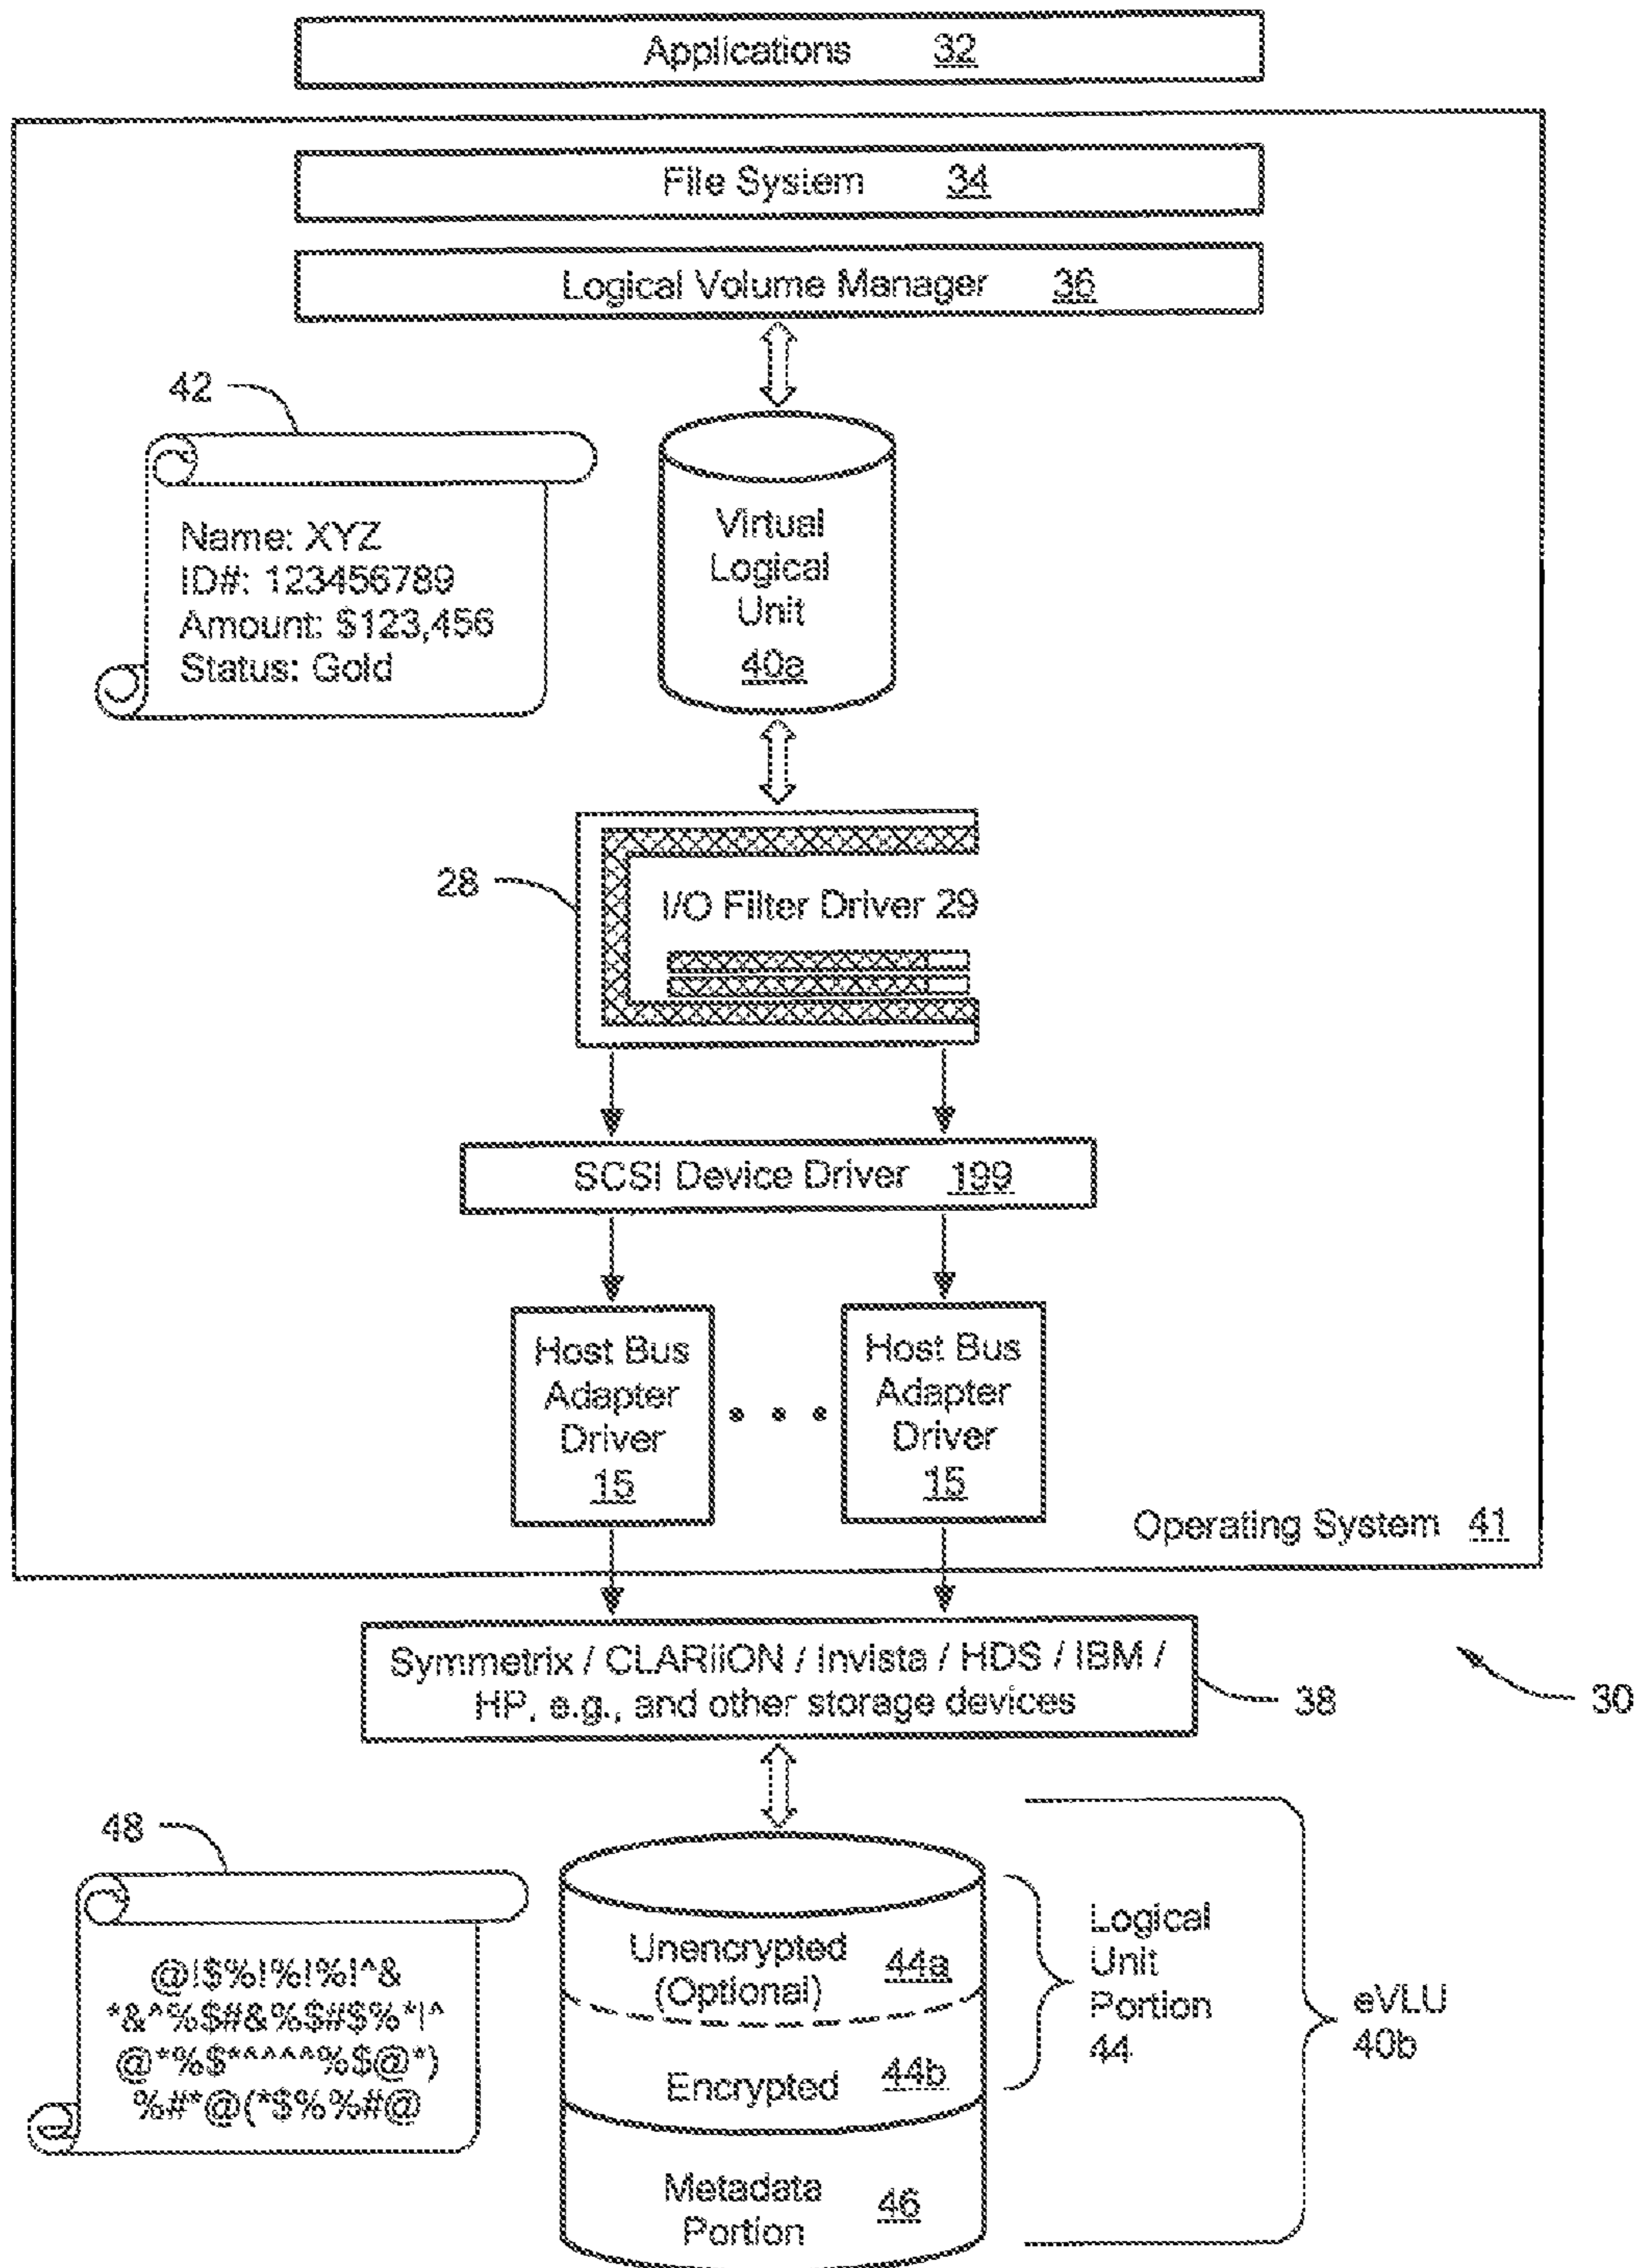 Applications 32
File System 34
Logical Volume Manager 36
42
Name: XYZ
ID#: 123456789
Amount: $123,456
Status: Gold
Virtual
Logical
Unit
40a
28
I/O Filter Driver 29
SCSI Device Driver 199
Host Bus
Adapter
Driver
15
Host Bus
Adapter
Driver
15
Operating System 41
Symmetrix / CLARiiON / Invista / HDS / IBM /
HP, e.g., and other storage devices
38
30
48
@!$%!%!%!^&
*&^%$#&%$#$%*!^
@*%$*^^^^^%$@*)
%#*@(*$%%#@
Unencrypted
(Optional)
44a
Encrypted 44b
Metadata
Portion
46
Logical
Unit
Portion
44
eVLU
40b